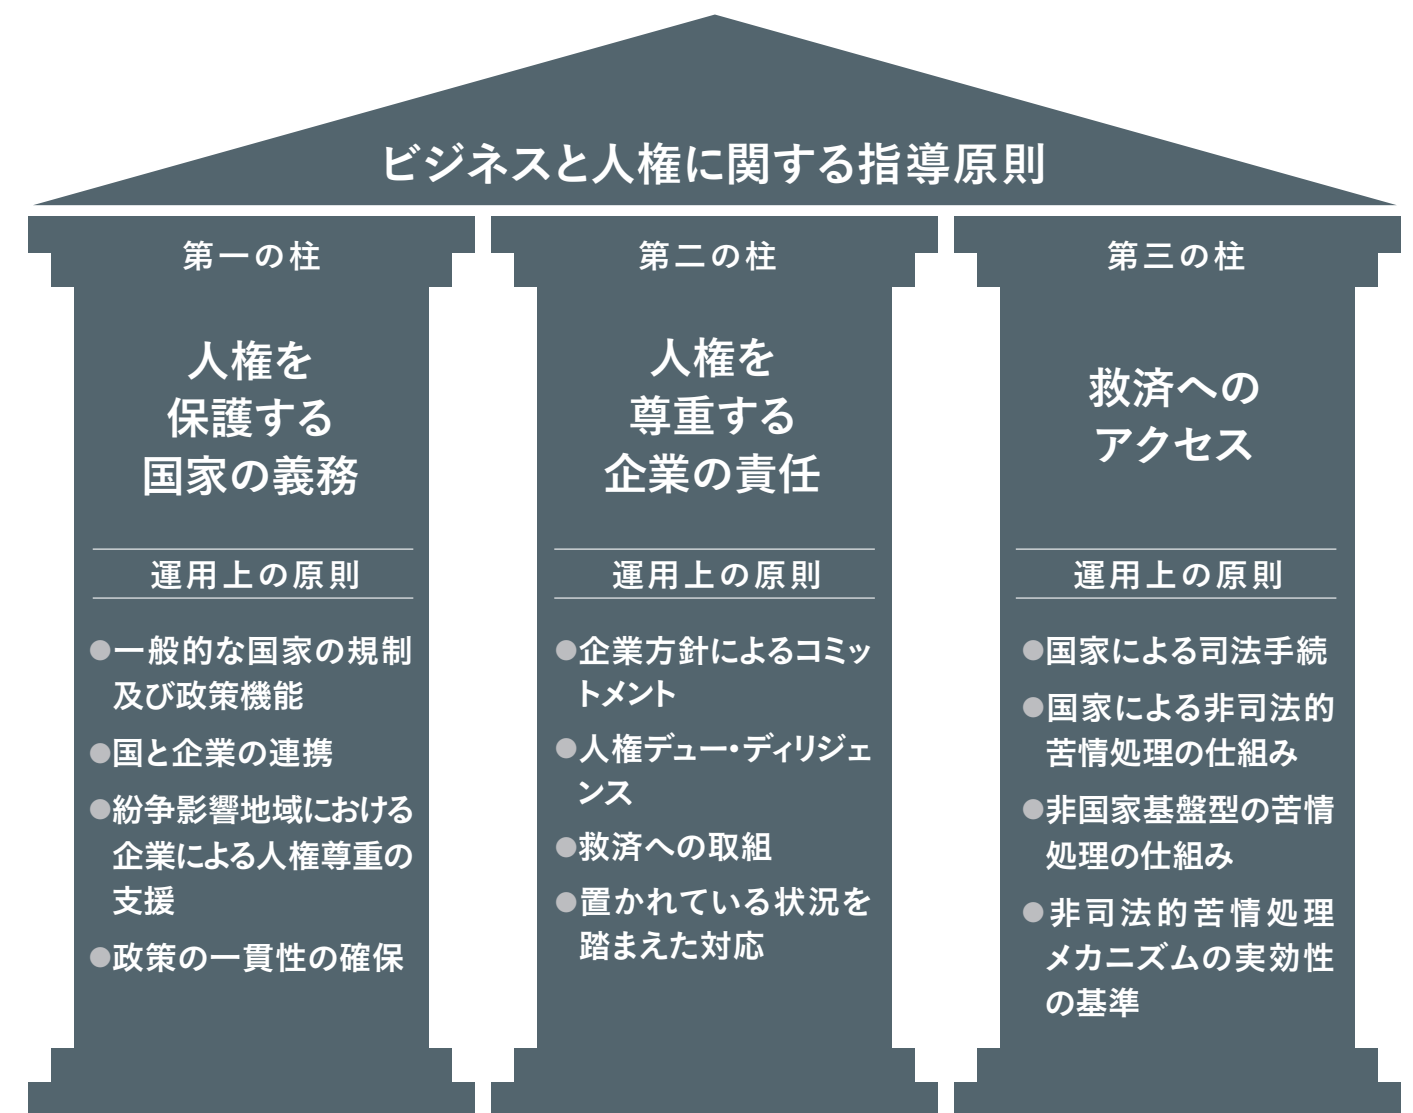 ビジネスと人権に関する指導原則
第一の柱
人権を
保護する
国家の義務
運用上の原則
●一般的な国家の規制
及び政策機能
●国と企業の連携
●紛争影響地域における
企業による人権尊重の
支援
●政策の一貫性の確保
第二の柱
人権を
尊重する
企業の責任
運用上の原則
●企業方針によるコミッ
トメント
●人権デュー・ディリジェ
ンス
●救済への取組
●置かれている状況を
踏まえた対応
第三の柱
救済への
アクセス
運用上の原則
●国家による司法手続
●国家による非司法的
苦情処理の仕組み
●非国家基盤型の苦情
処理の仕組み
●非司法的苦情処理
メカニズムの実効性
の基準